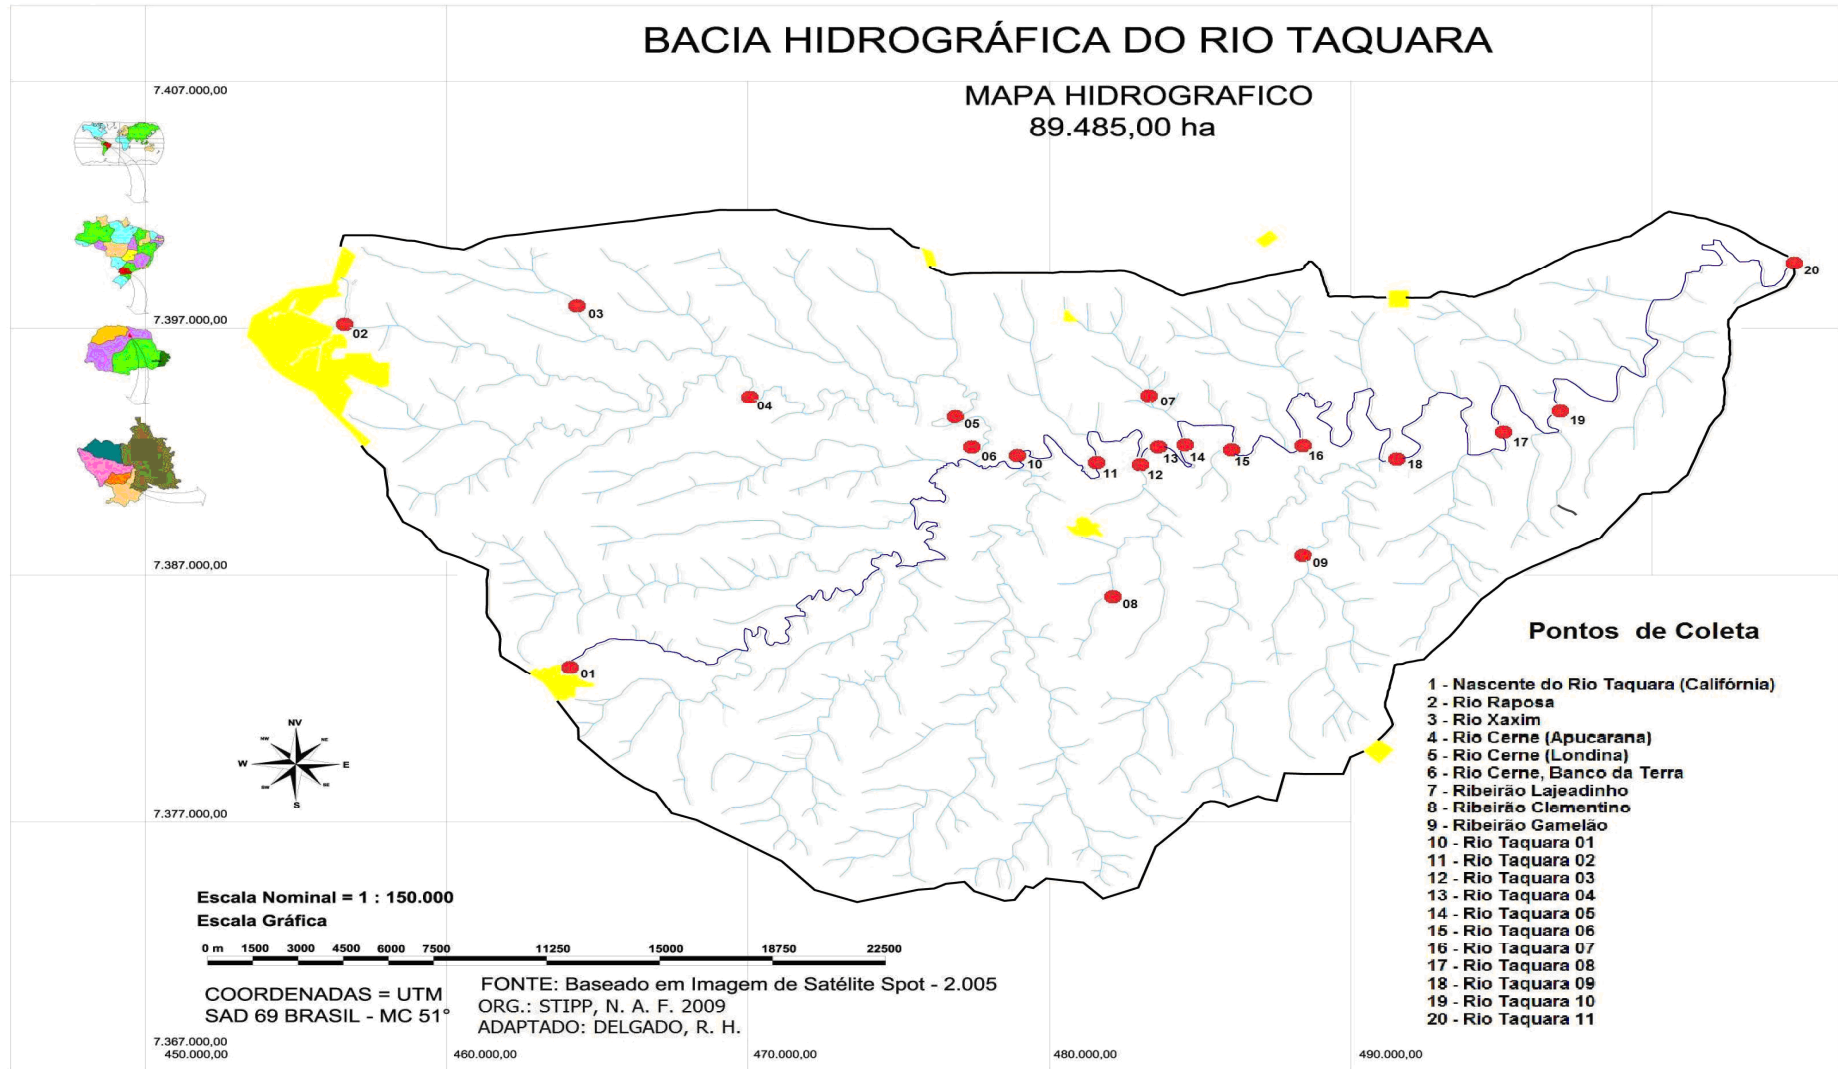 BACIA HIDROGRÁFICA DO RIO TAQUARA
MAPA HIDROGRAFICO
89.485,00 ha
7.407.000,00
7.397.000,00
7.387.000,00
7.377.000,00
7.367.000,00
450.000,00
460.000,00
470.000,00
480.000,00
490.000,00
20
03
02
04
07
05
19
06
10
11
12
13
14
15
16
18
17
09
08
01
NV
NW
NE
W
E
SW
SE
S
Pontos de Coleta
1 - Nascente do Rio Taquara (Califórnia)
2 - Rio Raposa
3 - Rio Xaxim
4 - Rio Cerne (Apucarana)
5 - Rio Cerne (Londina)
6 - Rio Cerne, Banco da Terra
7 - Ribeirão Lajeadinho
8 - Ribeirão Clementino
9 - Ribeirão Gamelão
10 - Rio Taquara 01
11 - Rio Taquara 02
12 - Rio Taquara 03
13 - Rio Taquara 04
14 - Rio Taquara 05
15 - Rio Taquara 06
16 - Rio Taquara 07
17 - Rio Taquara 08
18 - Rio Taquara 09
19 - Rio Taquara 10
20 - Rio Taquara 11
Escala Nominal = 1 : 150.000
Escala Gráfica
0 m 1500 3000 4500 6000 7500 11250 15000 18750 22500
COORDENADAS = UTM
SAD 69 BRASIL - MC 51°
FONTE: Baseado em Imagem de Satélite Spot - 2.005
ORG.: STIPP, N. A. F. 2009
ADAPTADO: DELGADO, R. H.